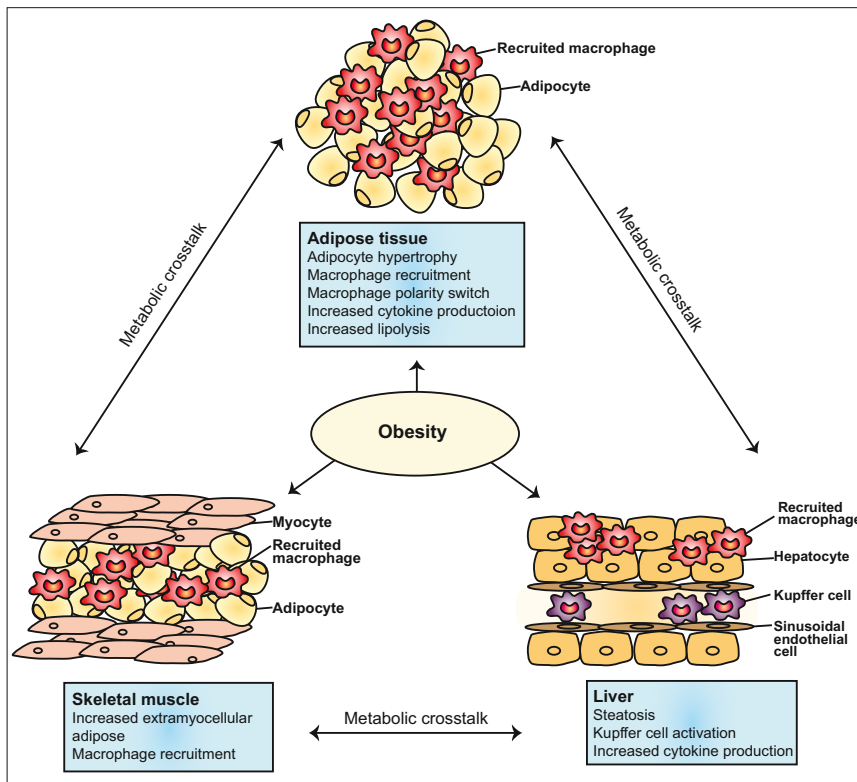 Recruited macrophage
Adipocyte
Metabolic crosstalk
Metabolic crosstalk
Adipose tissue
Adipocyte hypertrophy
Macrophage recruitment
Macrophage polarity switch
Increased cytokine productoion
Increased lipolysis
Obesity
Myocyte
Recruited
macrophage
Adipocyte
Recruited
macrophage
Hepatocyte
Kupffer cell
Sinusoidal
endothelial
cell
Skeletal muscle
Increased extramyocellular
adipose
Macrophage recruitment
Metabolic crosstalk
Liver
Steatosis
Kupffer cell activation
Increased cytokine production